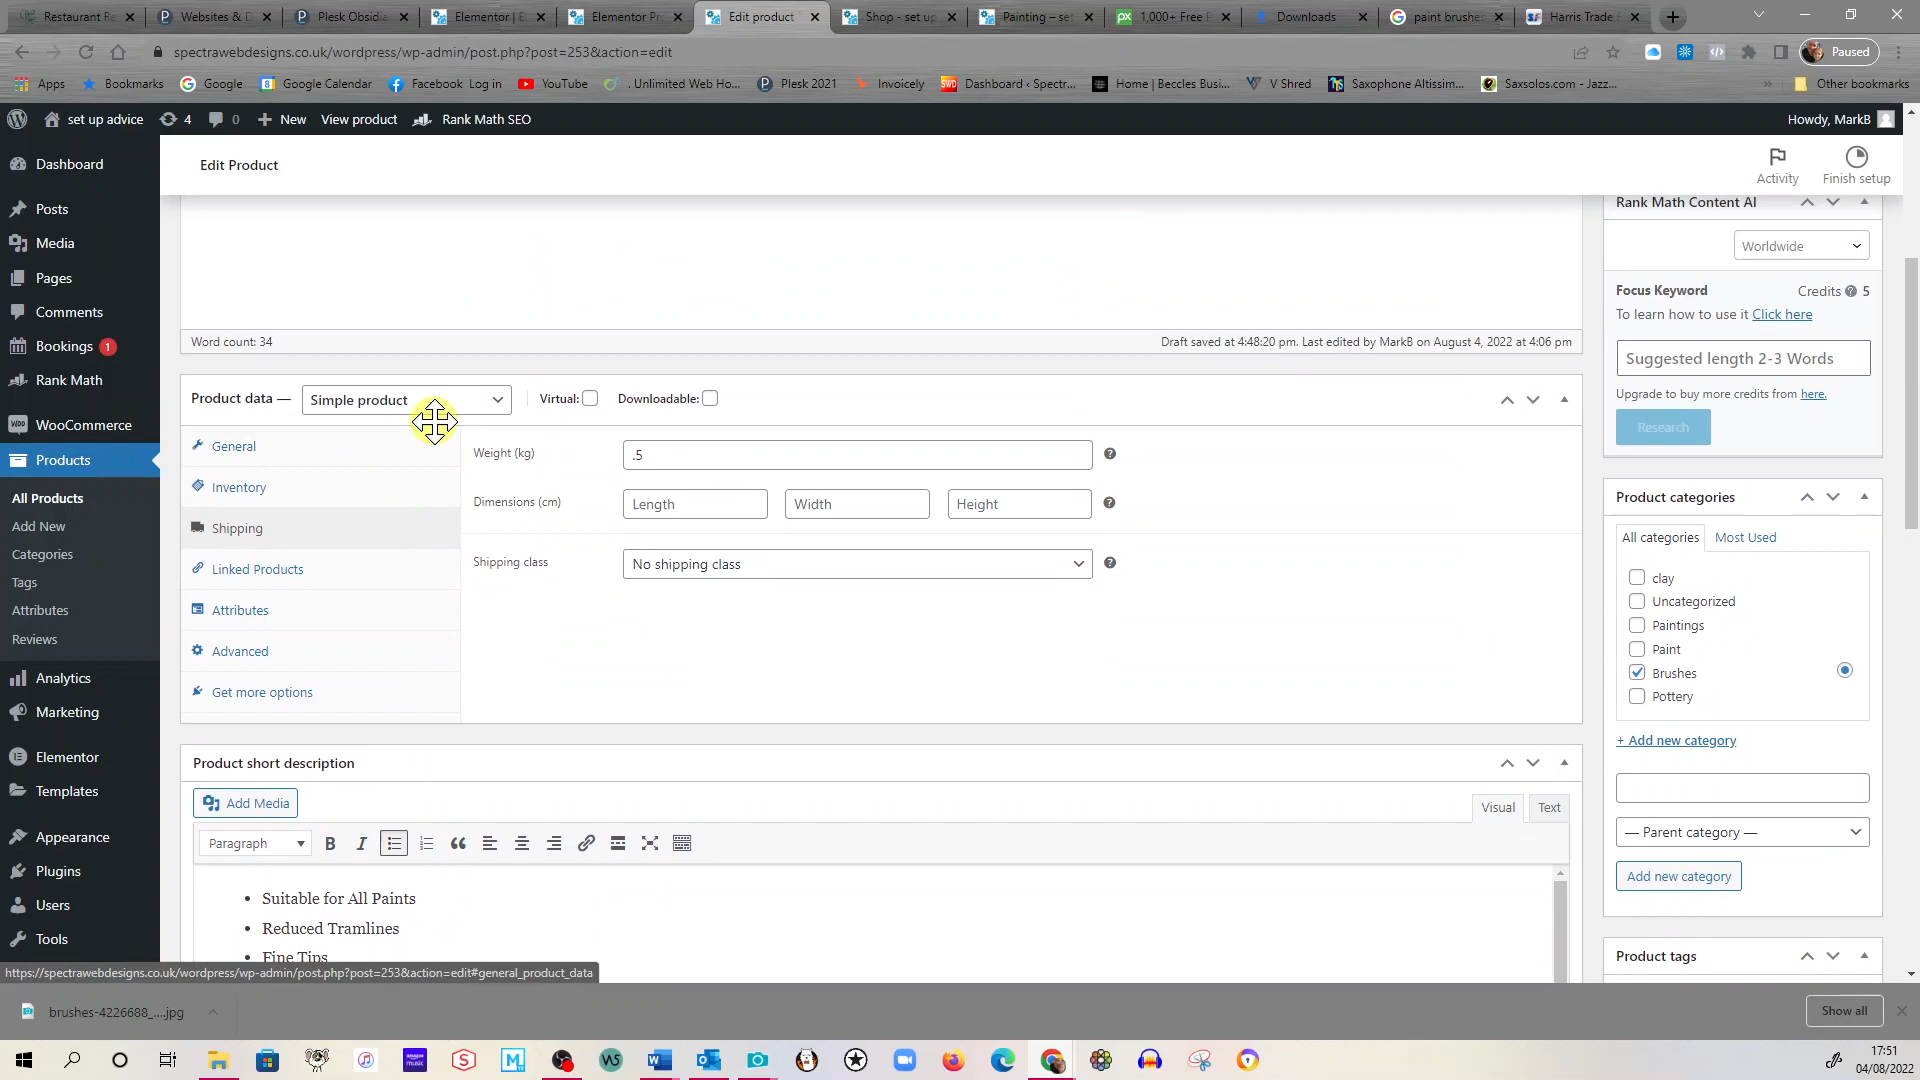 Restaurant Re
Websites & D
Plesk Obsidia
Elementor | E
Elementor Pr
Edit product
Shop - set up
Painting – set
1,000+ Free P
Downloads
paint brushe
Harris Trade E
spectrawebdesigns.co.uk/wordpress/wp-admin/post.php?post=253&action=edit
Paused
Apps
Bookmarks
Google
Google Calendar
Facebook Log in
YouTube
. Unlimited Web Ho...
Plesk 2021
Invoicely
Dashboard ‹ Spectr...
Home | Beccles Busi...
V Shred
Saxophone Altissim...
Saxsolos.com - Jazz...
Other bookmarks
set up advice
4
0
New
View product
Rank Math SEO
Howdy, MarkB
Dashboard
Posts
Media
Pages
Comments
Bookings 1
Rank Math
WooCommerce
Products
All Products
Add New
Categories
Tags
Attributes
Reviews
Analytics
Marketing
Elementor
Templates
Appearance
Plugins
Users
Tools
Edit Product
Activity
Finish setup
Word count: 34
Draft saved at 4:48:20 pm. Last edited by MarkB on August 4, 2022 at 4:06 pm
Product data —
Simple product
Virtual:
Downloadable:
General
Inventory
Shipping
Linked Products
Attributes
Advanced
Get more options
Weight (kg)
.5
Dimensions (cm)
Length
Width
Height
Shipping class
No shipping class
Product short description
Add Media
Visual
Text
Paragraph
B
I
Suitable for All Paints
Reduced Tramlines
Fine Tips
Rank Math Content AI
Worldwide
Focus Keyword
Credits 5
To learn how to use it Click here
Suggested length 2-3 Words
Upgrade to buy more credits from here.
Research
Product categories
All categories
Most Used
clay
Uncategorized
Paintings
Paint
Brushes
Pottery
+ Add new category
— Parent category —
Add new category
Product tags
https://spectrawebdesigns.co.uk/wordpress/wp-admin/post.php?post=253&action=edit#general_product_data
brushes-4226688_....jpg
Show all
17:51
04/08/2022